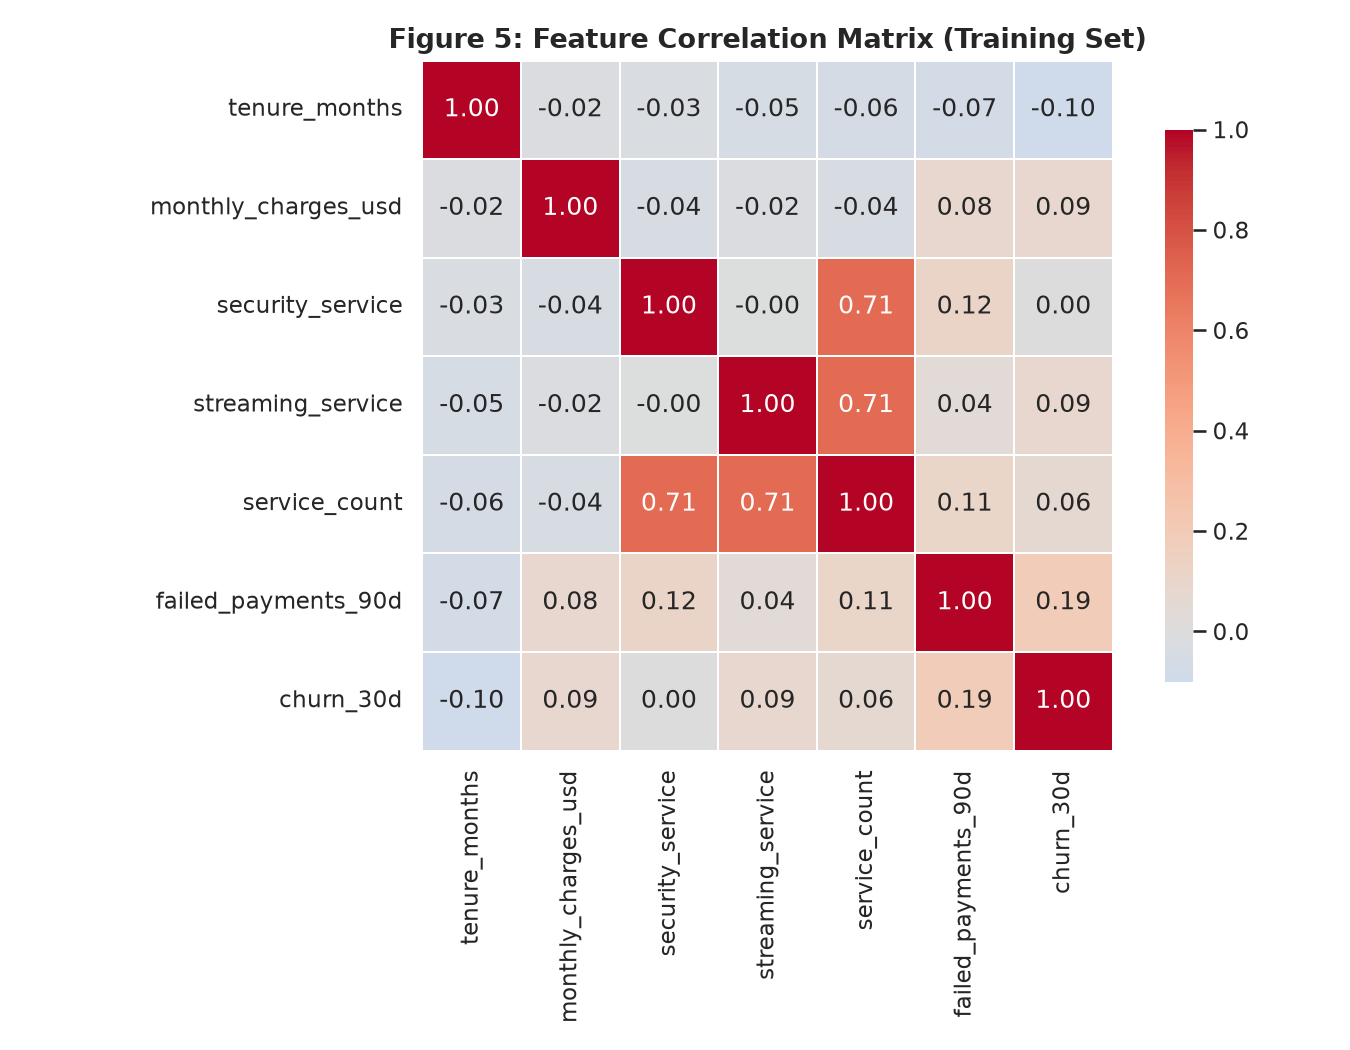 Figure 5: Feature Correlation Matrix (Training Set)
tenure_months 1.00 -0.02 -0.03 -0.05 -0.06 -0.07 -0.10
monthly_charges_usd -0.02 1.00 -0.04 -0.02 -0.04 0.08 0.09
security_service -0.03 -0.04 1.00 -0.00 0.71 0.12 0.00
streaming_service -0.05 -0.02 -0.00 1.00 0.71 0.04 0.09
service_count -0.06 -0.04 0.71 0.71 1.00 0.11 0.06
failed_payments_90d -0.07 0.08 0.12 0.04 0.11 1.00 0.19
churn_30d -0.10 0.09 0.00 0.09 0.06 0.19 1.00
tenure_months
monthly_charges_usd
security_service
streaming_service
service_count
failed_payments_90d
churn_30d
1.0
0.8
0.6
0.4
0.2
0.0